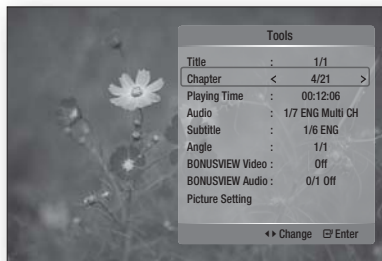 Tools
Title : 1/1
Chapter < 4/21 >
Playing Time : 00:12:06
Audio : 1/7 ENG Multi CH
Subtitle : 1/6 ENG
Angle : 1/1
BONUSVIEW Video : Off
BONUSVIEW Audio : 0/1 Off
Picture Setting
◂▸ Change Enter